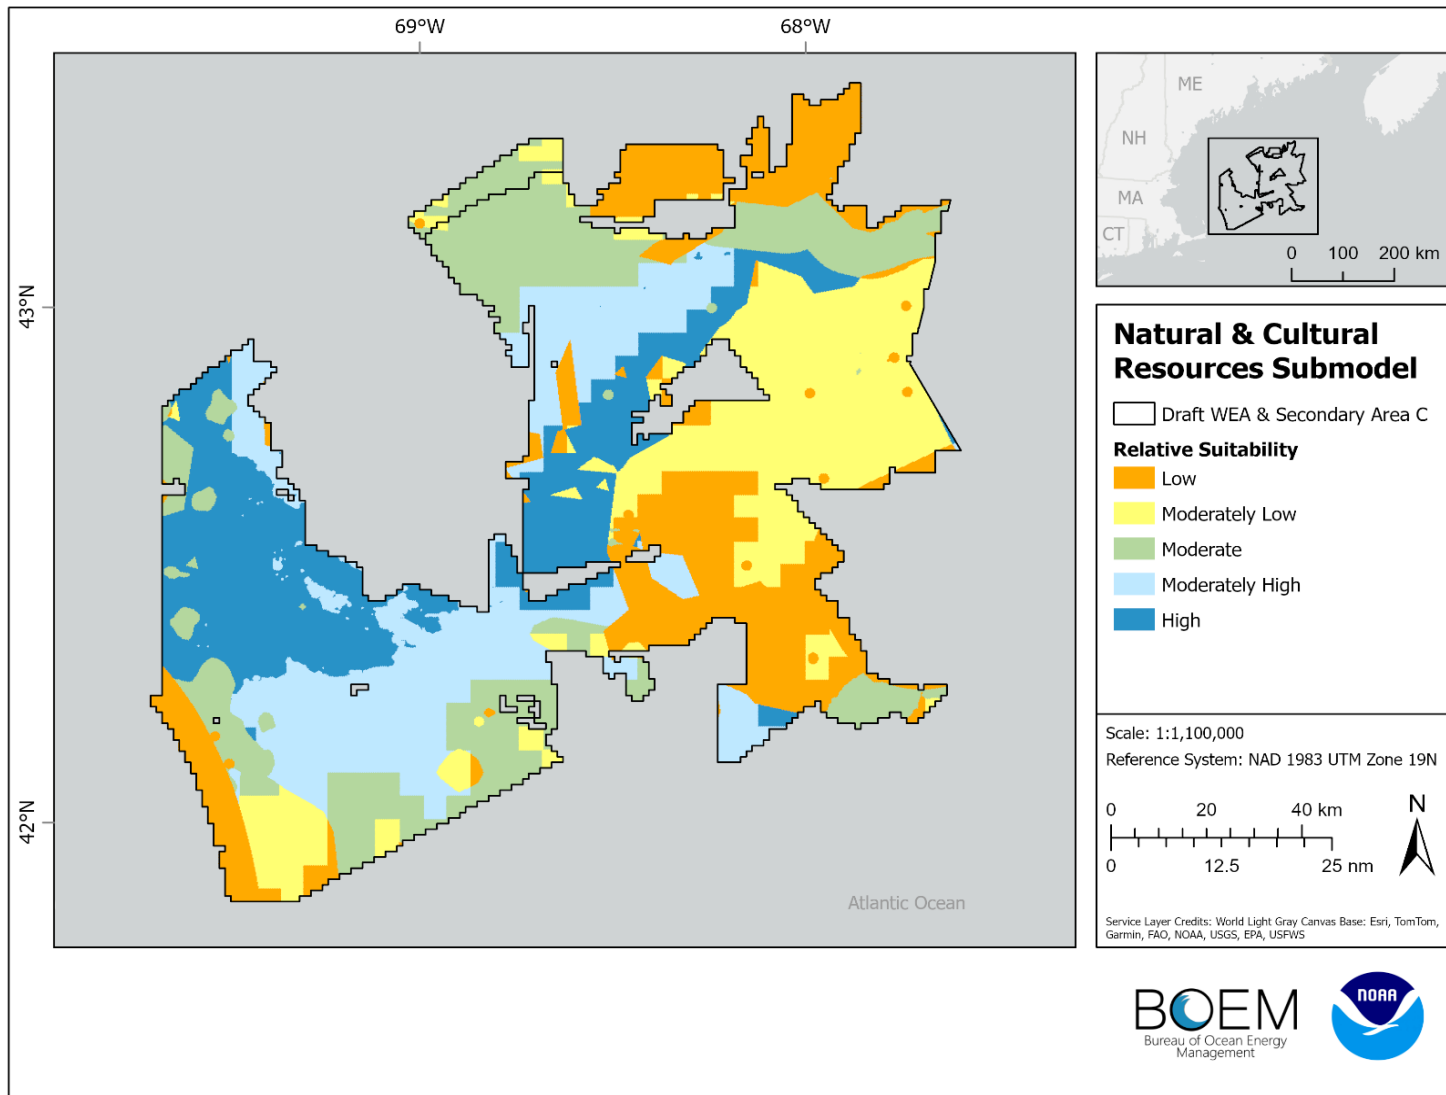 69°W
68°W
43°N
42°N
Atlantic Ocean
ME
NH
MA
CT
0 100 200 km
Natural & Cultural
Resources Submodel
Draft WEA & Secondary Area C
Relative Suitability
Low
Moderately Low
Moderate
Moderately High
High
Scale: 1:1,100,000
Reference System: NAD 1983 UTM Zone 19N
0 20 40 km
0 12.5 25 nm
N
Service Layer Credits: World Light Gray Canvas Base: Esri, TomTom,
Garmin, FAO, NOAA, USGS, EPA, USFWS
BOEM
Bureau of Ocean Energy
Management
NOAA